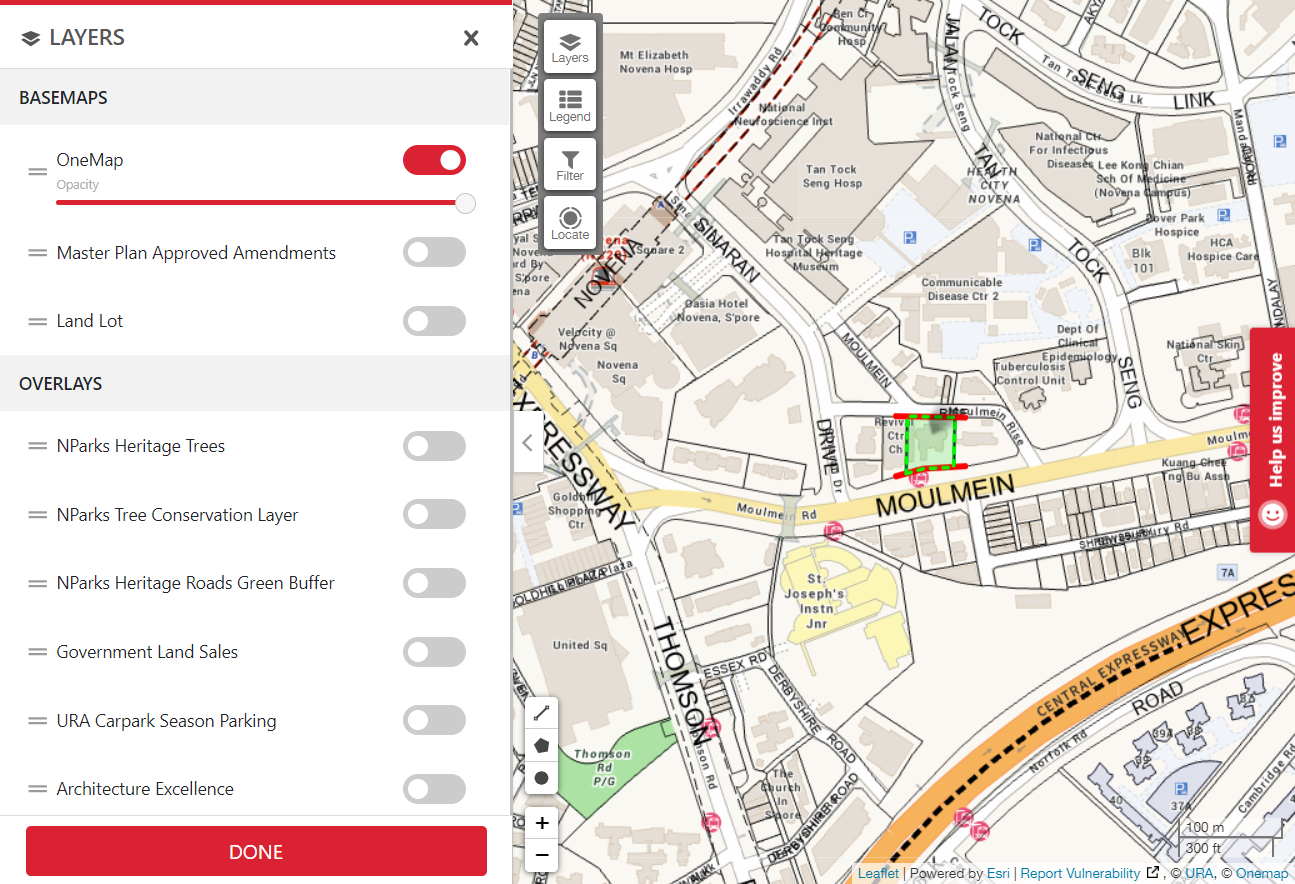 LAYERS
BASEMAPS
OneMap
Opacity
Master Plan Approved Amendments
Land Lot
OVERLAYS
NParks Heritage Trees
NParks Tree Conservation Layer
NParks Heritage Roads Green Buffer
Government Land Sales
URA Carpark Season Parking
Architecture Excellence
DONE
Layers
Legend
Filter
Locate
Mt Elizabeth
Novena Hosp
Ren Ci
Community
Hosp
Irrawaddy Rd
National
Neuroscience Inst
JALAN
TOCK
SENG
LINK
Tan Tock Seng Lk
National Ctr
For Infectious
Diseases
Lee Kong Chian
Sch Of Medicine
(Novena Campus)
HEALTH
CITY
NOVENA
Tan Tock
Seng Hosp
TAN
TOCK
SENG
Dover Park
Hospice
HCA
Hospice Care
Blk
101
Tan Tock Seng
Hospital Heritage
Museum
SINARAN
DRIVE
Square 2
NOVENA
Oasia Hotel
Novena, S'pore
Velocity @
Novena Sq
Novena
Sq
Communicable
Disease Ctr 2
Dept Of
Clinical
Epidemiology
Tuberculosis
Control Unit
National Skin
Ctr
MOULMEIN
Moulmein Rise
Kuang Chee
Tng Bu Assn
MOULMEIN
Moulmein Rd
Goldhill
Shopping
Ctr
St.
Joseph's
Instn
Jnr
7A
United Sq
THOMSON
ESSEX RD
DERBYSHIRE
ROAD
Thomson
Rd
P/G
The
Church
In
S'pore
CENTRAL EXPRESSWAY
EXPRES
ROAD
Norfolk Rd
Cambridge Rd
39A
38A
38
39
40
37A
100 m
300 ft
Help us improve
Leaflet | Powered by Esri | Report Vulnerability , © URA, © Onemap